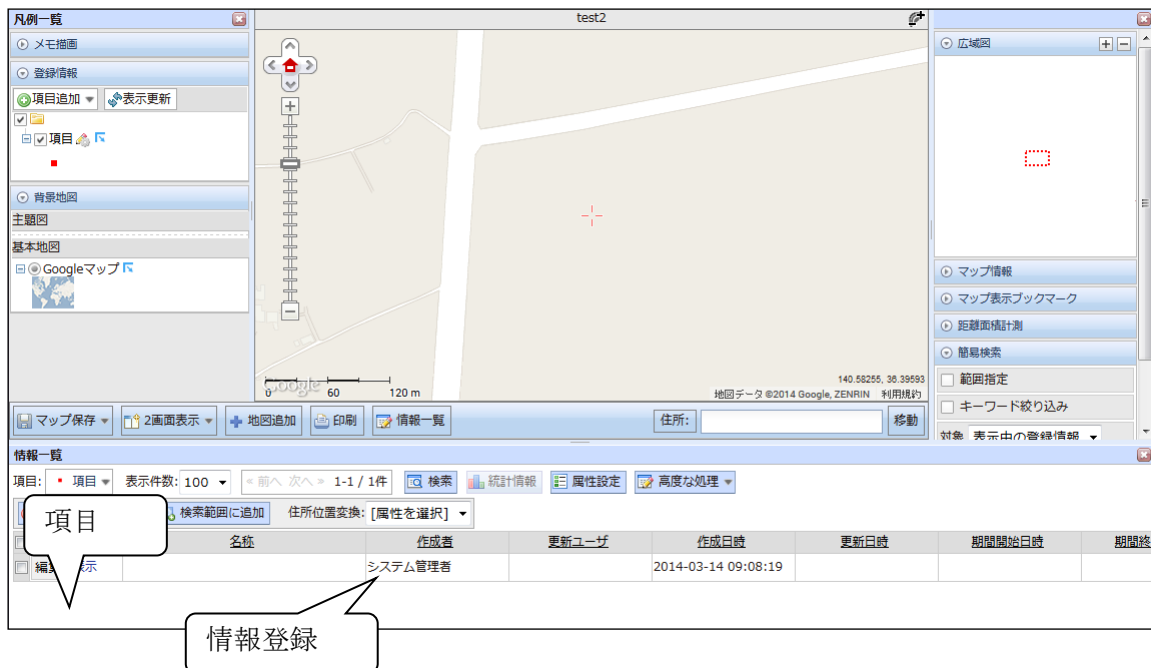 凡例一覧
test2
メモ描画
登録情報
項目追加 表示更新
項目
背景地図
主題図
基本地図
Googleマップ
Google
0 60 120 m
140.58255, 36.39593
地図データ ©2014 Google, ZENRIN 利用規約
広域図
マップ情報
マップ表示ブックマーク
距離面積計測
簡易検索
範囲指定
キーワード絞り込み
対象 表示中の登録情報
マップ保存 2画面表示 地図追加 印刷 情報一覧 住所: 移動
情報一覧
項目: 項目 表示件数: 100 « 前へ 次へ » 1-1 / 1件 検索 統計情報 属性設定 高度な処理
検索範囲に追加 住所位置変換: [属性を選択]
名称 作成者 更新ユーザ 作成日時 更新日時 期間開始日時 期間終
編 表示 システム管理者 2014-03-14 09:08:19
項目
情報登録